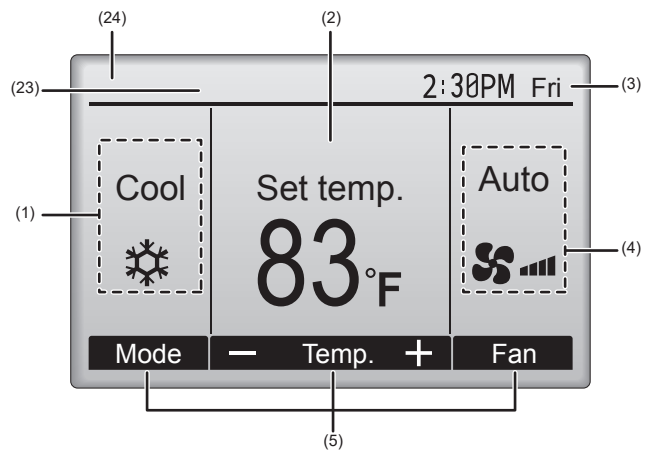 (24)
(2)
(23)
2:30PM Fri
(3)
Cool
Set temp.
Auto
(1)
83°F
(4)
Mode
— Temp. +
Fan
(5)